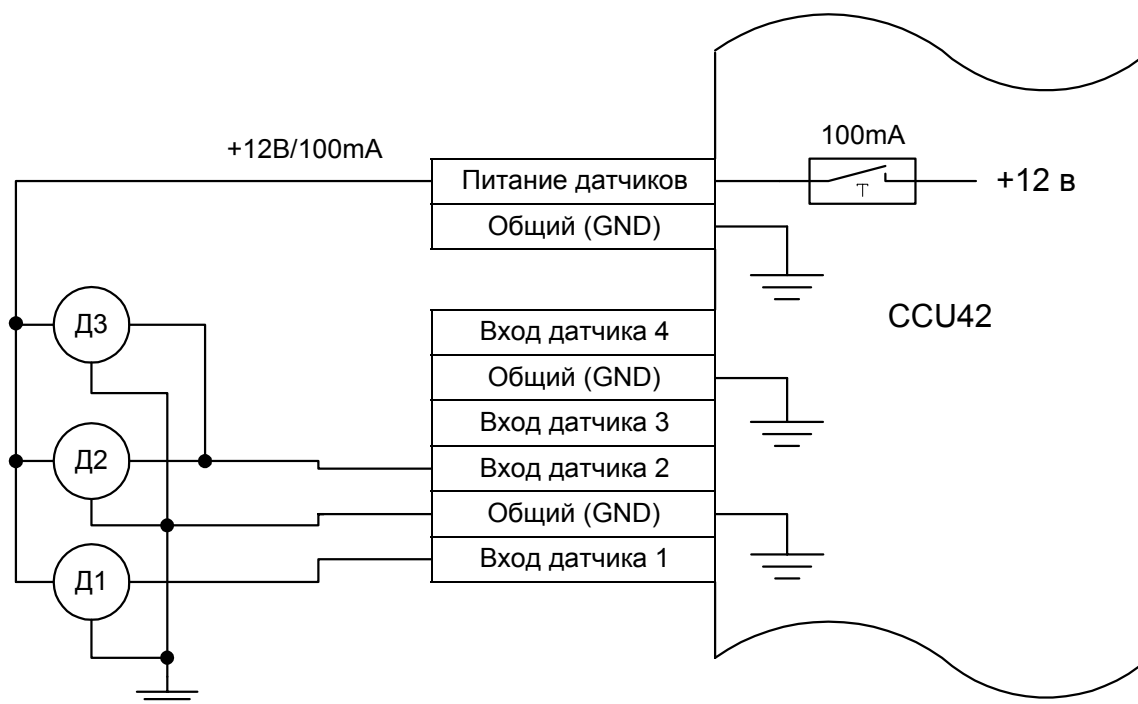 100mA
+12В/100mA
Питание датчиков
T
+12 в
Общий (GND)
Д3
Вход датчика 4
CCU42
Общий (GND)
Вход датчика 3
Д2
Вход датчика 2
Общий (GND)
Д1
Вход датчика 1